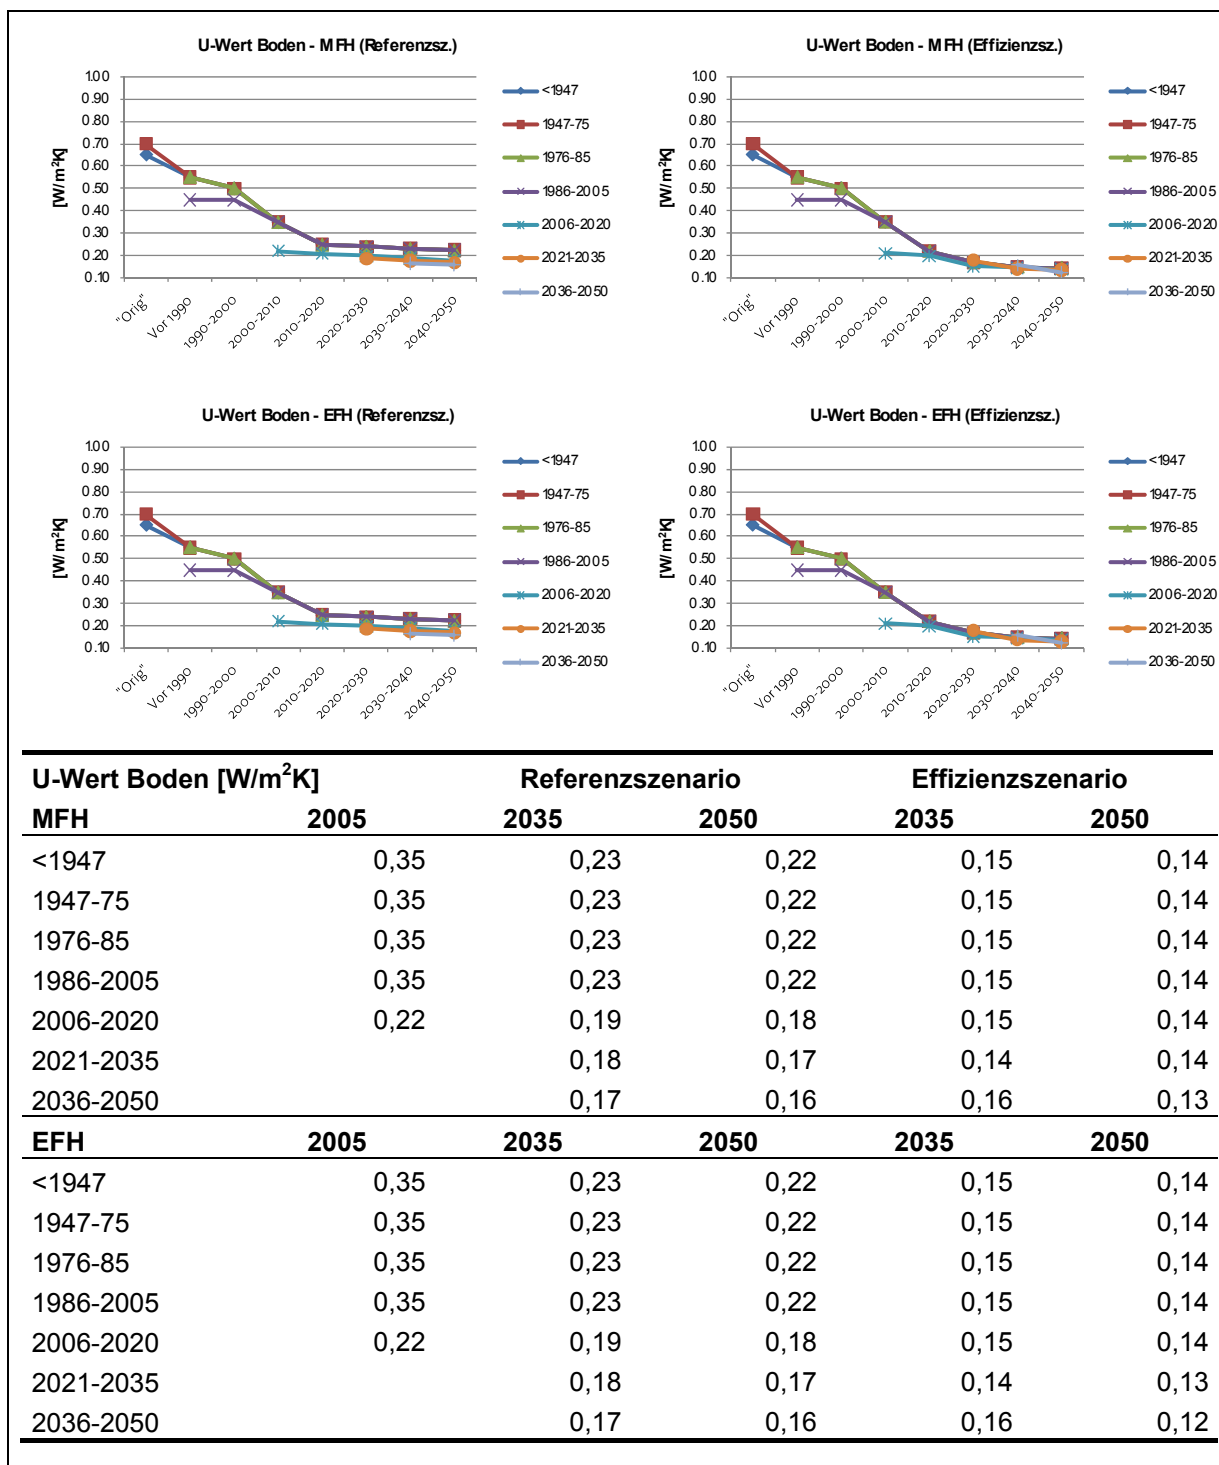 U-Wert Boden - MFH (Referenzsz.)
[W/m²K]
1.00
0.90
0.80
0.70
0.60
0.50
0.40
0.30
0.20
0.10
"Orig"
Vor 1990
1990-2000
2000-2010
2010-2020
2020-2030
2030-2040
2040-2050
<1947
1947-75
1976-85
1986-2005
2006-2020
2021-2035
2036-2050
U-Wert Boden - MFH (Effizienzsz.)
[W/m²K]
1.00
0.90
0.80
0.70
0.60
0.50
0.40
0.30
0.20
0.10
"Orig"
Vor 1990
1990-2000
2000-2010
2010-2020
2020-2030
2030-2040
2040-2050
<1947
1947-75
1976-85
1986-2005
2006-2020
2021-2035
2036-2050
U-Wert Boden - EFH (Referenzsz.)
[W/m²K]
1.00
0.90
0.80
0.70
0.60
0.50
0.40
0.30
0.20
0.10
"Orig"
Vor 1990
1990-2000
2000-2010
2010-2020
2020-2030
2030-2040
2040-2050
<1947
1947-75
1976-85
1986-2005
2006-2020
2021-2035
2036-2050
U-Wert Boden - EFH (Effizienzsz.)
[W/m²K]
1.00
0.90
0.80
0.70
0.60
0.50
0.40
0.30
0.20
0.10
"Orig"
Vor 1990
1990-2000
2000-2010
2010-2020
2020-2030
2030-2040
2040-2050
<1947
1947-75
1976-85
1986-2005
2006-2020
2021-2035
2036-2050
U-Wert Boden [W/m²K] Referenzszenario Effizienzszenario
MFH 2005 2035 2050 2035 2050
<1947 0,35 0,23 0,22 0,15 0,14
1947-75 0,35 0,23 0,22 0,15 0,14
1976-85 0,35 0,23 0,22 0,15 0,14
1986-2005 0,35 0,23 0,22 0,15 0,14
2006-2020 0,22 0,19 0,18 0,15 0,14
2021-2035 0,18 0,17 0,14 0,14
2036-2050 0,17 0,16 0,16 0,13
EFH 2005 2035 2050 2035 2050
<1947 0,35 0,23 0,22 0,15 0,14
1947-75 0,35 0,23 0,22 0,15 0,14
1976-85 0,35 0,23 0,22 0,15 0,14
1986-2005 0,35 0,23 0,22 0,15 0,14
2006-2020 0,22 0,19 0,18 0,15 0,14
2021-2035 0,18 0,17 0,14 0,13
2036-2050 0,17 0,16 0,16 0,12